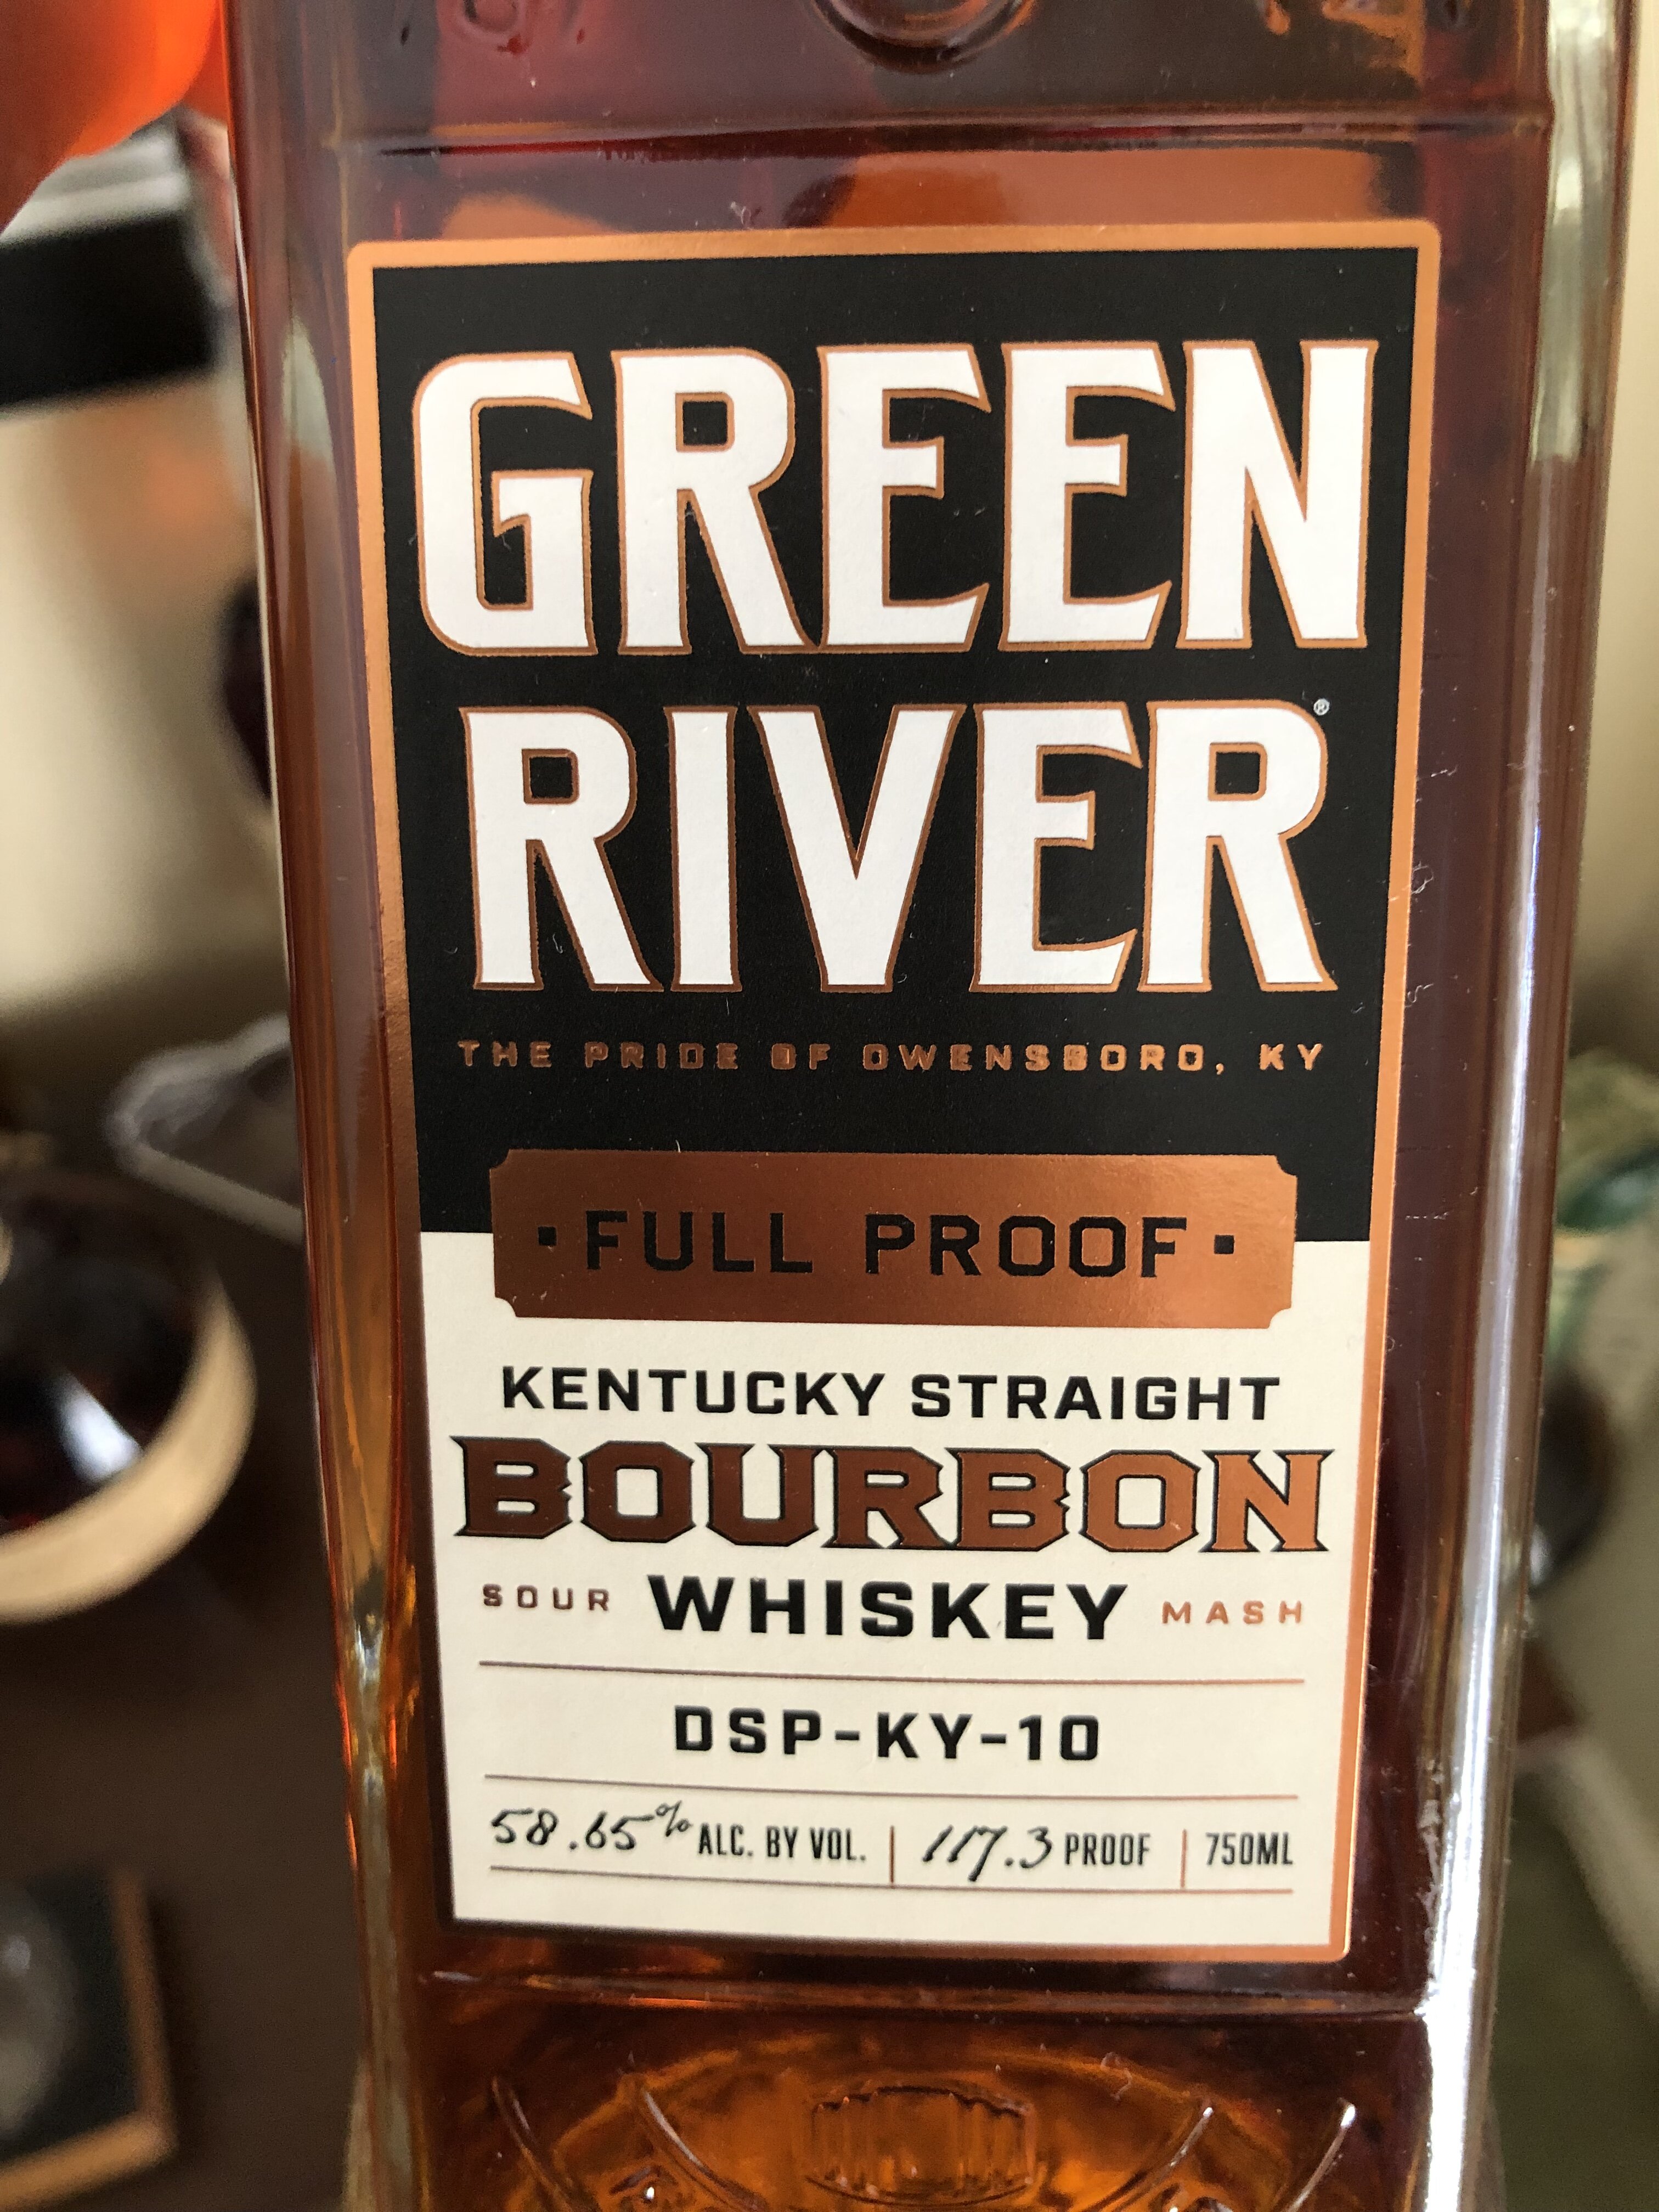 GREEN
RIVER®
THE PRIDE OF OWENSBORO, KY
·FULL PROOF·
KENTUCKY STRAIGHT
BOURBON
SOUR WHISKEY MASH
DSP-KY-10
58.65% ALC. BY VOL. | 117.3 PROOF | 750ML